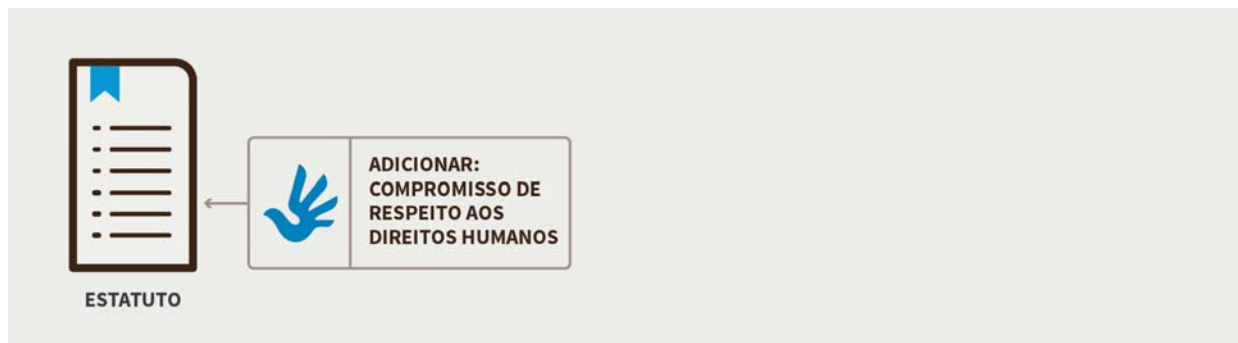 ADICIONAR:
COMPROMISSO DE
RESPEITO AOS
DIREITOS HUMANOS
ESTATUTO